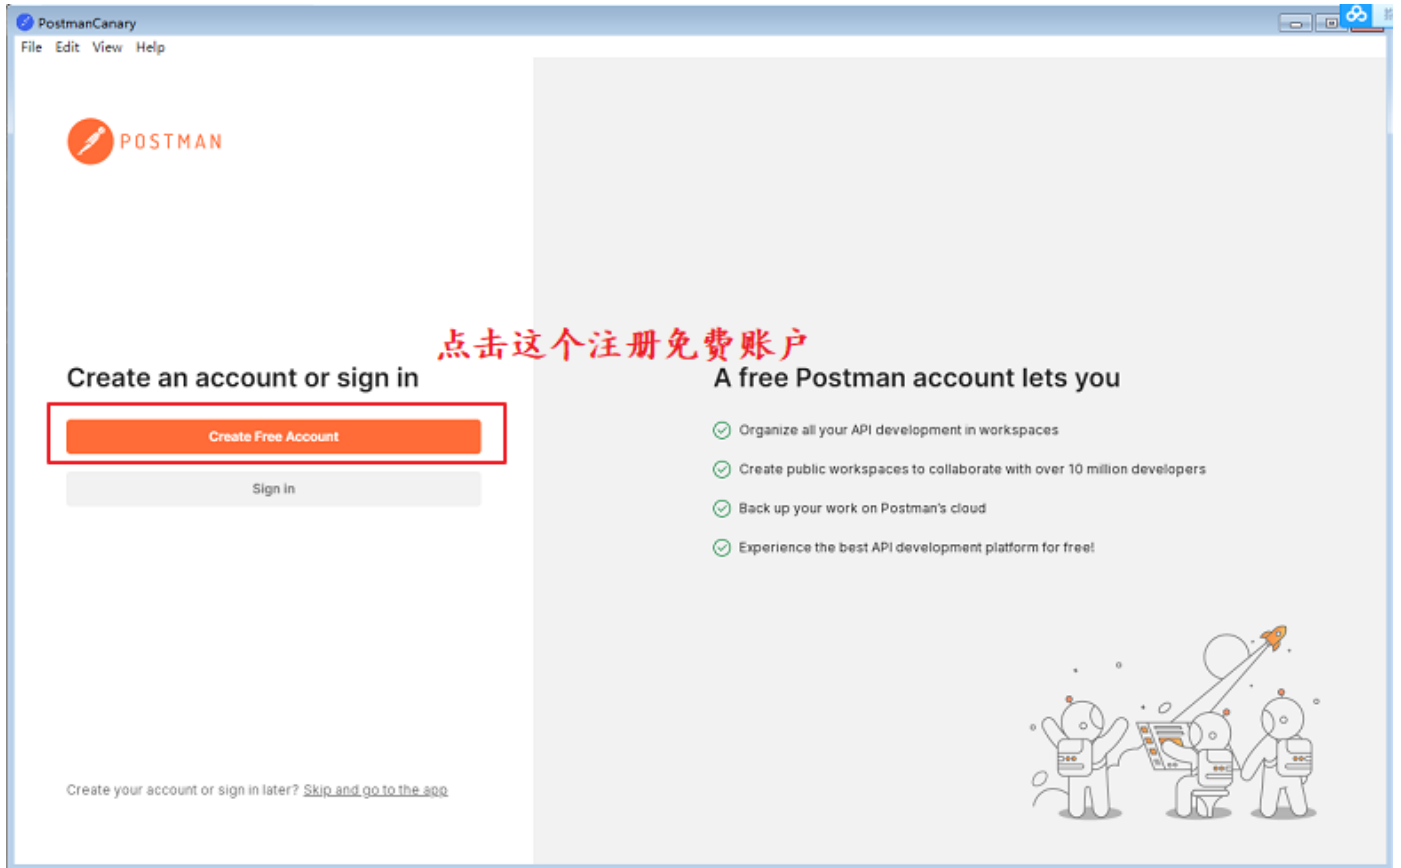 PostmanCanary
File Edit View Help
POSTMAN
点击这个注册免费账户
Create an account or sign in
Create Free Account
Sign in
Create your account or sign in later? Skip and go to the app
A free Postman account lets you
Organize all your API development in workspaces
Create public workspaces to collaborate with over 10 million developers
Back up your work on Postman's cloud
Experience the best API development platform for free!